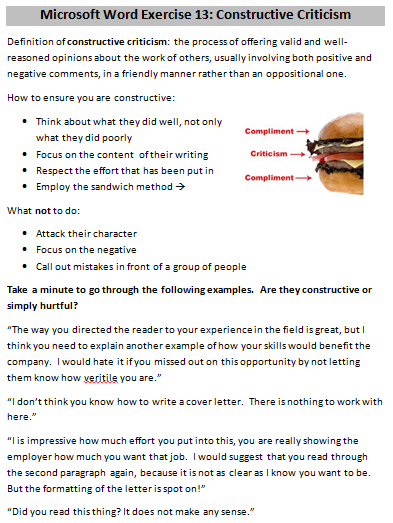 Microsoft Word Exercise 13: Constructive Criticism
Definition of constructive criticism: the process of offering valid and well-
reasoned opinions about the work of others, usually involving both positive and
negative comments, in a friendly manner rather than an oppositional one.
How to ensure you are constructive:
• Think about what they did well, not only
what they did poorly
• Focus on the content of their writing
• Respect the effort that has been put in
• Employ the sandwich method →
Compliment →
Criticism →
Compliment →
What not to do:
• Attack their character
• Focus on the negative
• Call out mistakes in front of a group of people
Take a minute to go through the following examples. Are they constructive or
simply hurtful?
“The way you directed the reader to your experience in the field is great, but I
think you need to explain another example of how your skills would benefit the
company. I would hate it if you missed out on this opportunity by not letting
them know how veritile you are.”
“I don’t think you know how to write a cover letter. There is nothing to work with
here.”
“I is impressive how much effort you put into this, you are really showing the
employer how much you want that job. I would suggest that you read through
the second paragraph again, because it is not as clear as I know you want to be.
But the formatting of the letter is spot on!”
“Did you read this thing? It does not make any sense.”